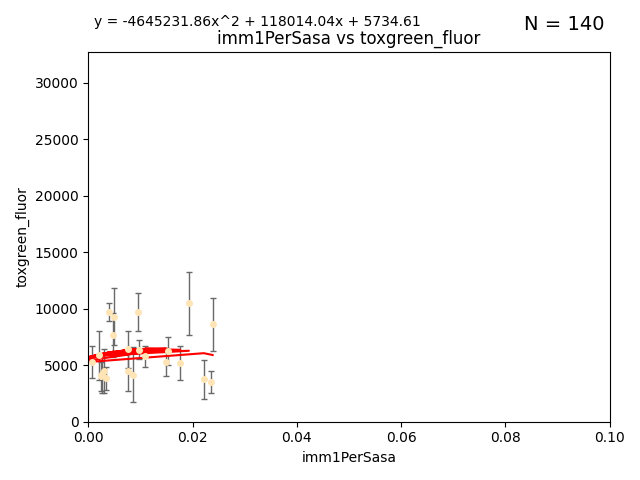 y = -4645231.86x^2 + 118014.04x + 5734.61
N = 140
imm1PerSasa vs toxgreen_fluor
30000
25000
20000
15000
10000
5000
0
toxgreen_fluor
0.00 0.02 0.04 0.06 0.08 0.10
imm1PerSasa